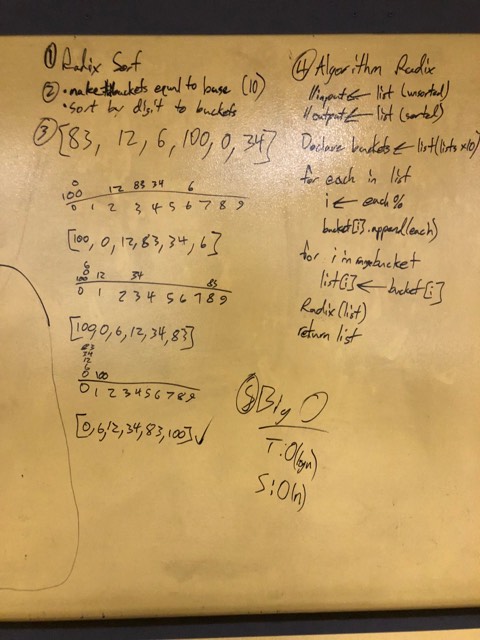 ① Radix Sort
② • make # buckets equal to base (10)
• sort by digit to buckets
③ [83, 12, 6, 100, 0, 34]
0
100 12 83 34 6
0 1 2 3 4 5 6 7 8 9
[100, 0, 12, 83, 34, 6]
6
0
100 12 34 83
0 1 2 3 4 5 6 7 8 9
[100, 0, 6, 12, 34, 83]
83
34
12
6
0 100
0 1 2 3 4 5 6 7 8 9
[0, 6, 12, 34, 83, 100] ✓
④ Algorithm Radix
// input ← list (unsorted)
// output ← list (sorted)
Declare buckets ← list(lists x10)
for each in list
i ← each %
bucket[i].append(each)
for i in range bucket
list[i] ← bucket[i]
Radix (list)
return list
⑤ Big O
T: O(logn)
S: O(n)